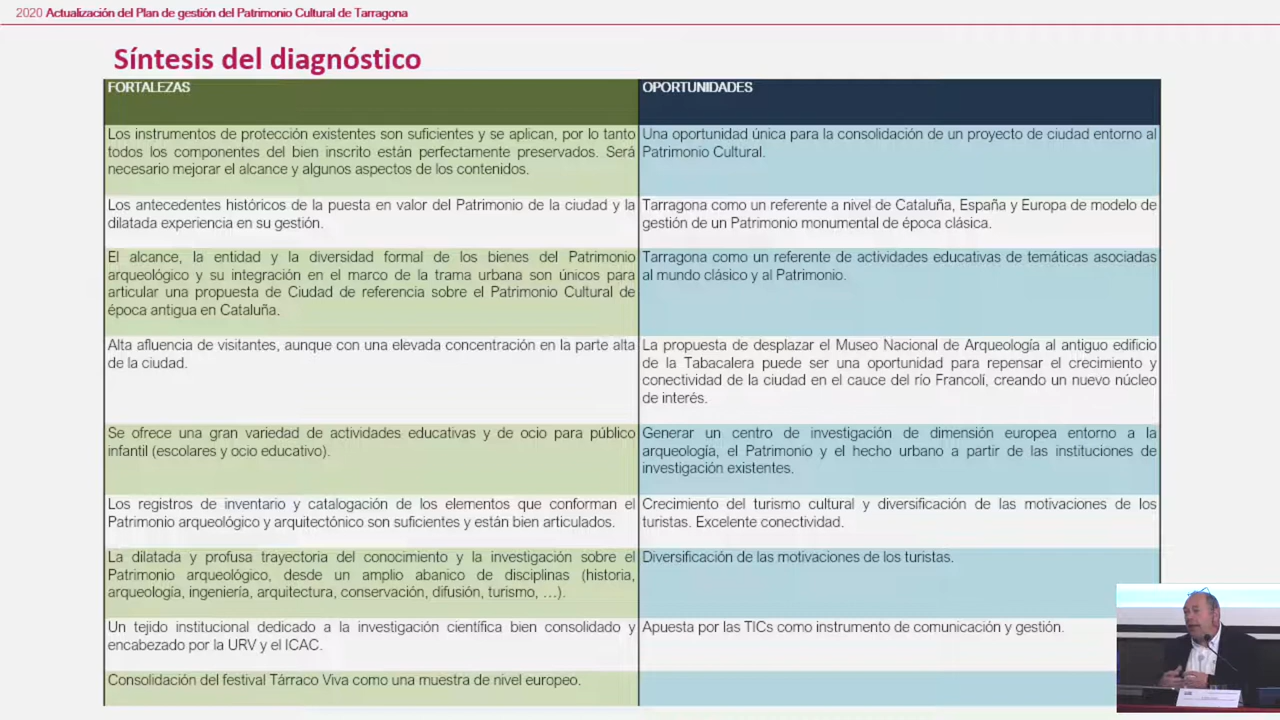 2020 Actualización del Plan de gestión del Patrimonio Cultural de Tarragona
Síntesis del diagnóstico
FORTALEZAS
OPORTUNIDADES
Los instrumentos de protección existentes son suficientes y se aplican, por lo tanto
todos los componentes del bien inscrito están perfectamente preservados. Será
necesario mejorar el alcance y algunos aspectos de los contenidos.
Una oportunidad única para la consolidación de un proyecto de ciudad entorno al
Patrimonio Cultural.
Los antecedentes históricos de la puesta en valor del Patrimonio de la ciudad y la
dilatada experiencia en su gestión.
Tarragona como un referente a nivel de Cataluña, España y Europa de modelo de
gestión de un Patrimonio monumental de época clásica.
El alcance, la entidad y la diversidad formal de los bienes del Patrimonio
arqueológico y su integración en el marco de la trama urbana son únicos para
articular una propuesta de Ciudad de referencia sobre el Patrimonio Cultural de
época antigua en Cataluña.
Tarragona como un referente de actividades educativas de temáticas asociadas
al mundo clásico y al Patrimonio.
Alta afluencia de visitantes, aunque con una elevada concentración en la parte alta
de la ciudad.
La propuesta de desplazar el Museo Nacional de Arqueología al antiguo edificio
de la Tabacalera puede ser una oportunidad para repensar el crecimiento y
conectividad de la ciudad en el cauce del río Francolí, creando un nuevo núcleo
de interés.
Se ofrece una gran variedad de actividades educativas y de ocio para público
infantil (escolares y ocio educativo).
Generar un centro de investigación de dimensión europea entorno a la
arqueología, el Patrimonio y el hecho urbano a partir de las instituciones de
investigación existentes.
Los registros de inventario y catalogación de los elementos que conforman el
Patrimonio arqueológico y arquitectónico son suficientes y están bien articulados.
Crecimiento del turismo cultural y diversificación de las motivaciones de los
turistas. Excelente conectividad.
La dilatada y profusa trayectoria del conocimiento y la investigación sobre el
Patrimonio arqueológico, desde un amplio abanico de disciplinas (historia,
arqueología, ingeniería, arquitectura, conservación, difusión, turismo, …).
Diversificación de las motivaciones de los turistas.
Un tejido institucional dedicado a la investigación científica bien consolidado y
encabezado por la URV y el ICAC.
Apuesta por las TICs como instrumento de comunicación y gestión.
Consolidación del festival Tárraco Viva como una muestra de nivel europeo.